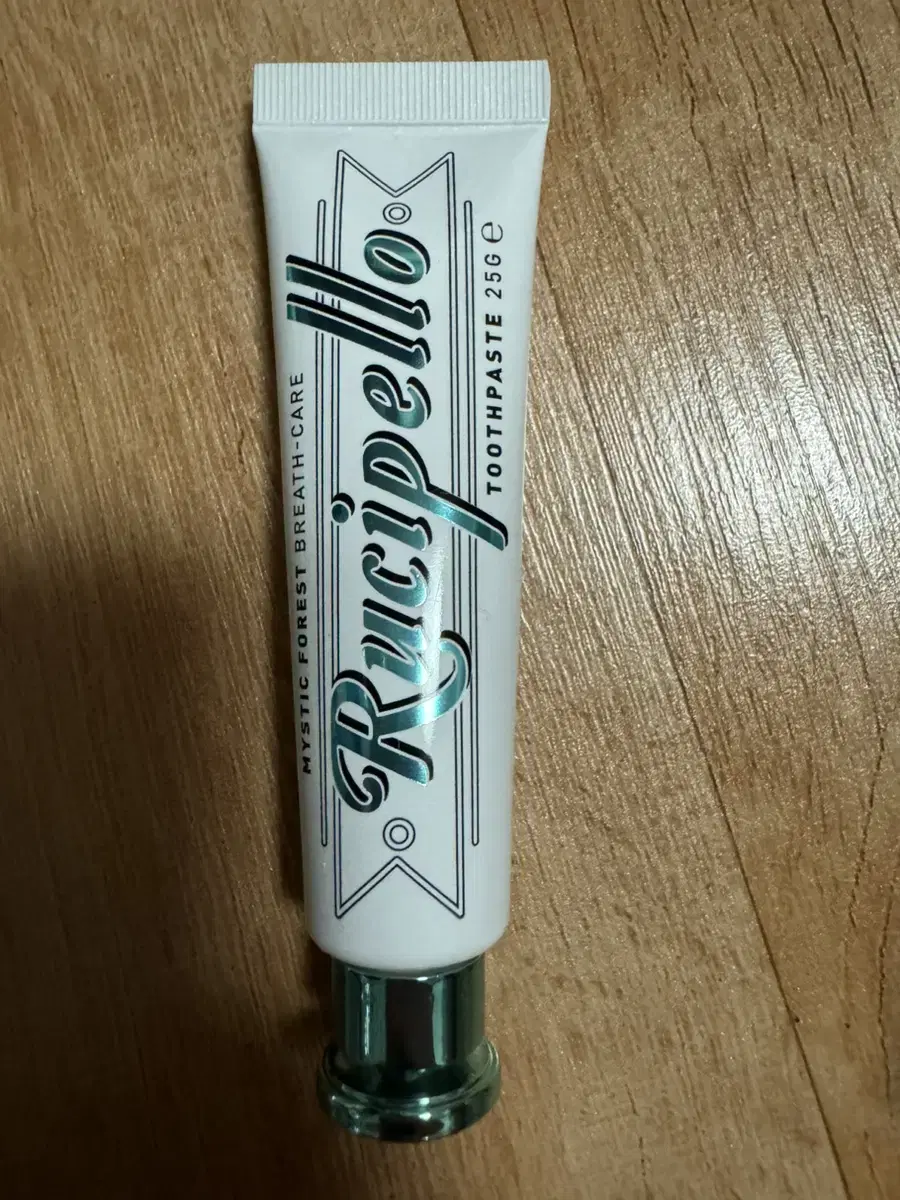 MYSTIC FOREST BREATH-CARE
Rucipello
TOOTHPASTE 25G ℮